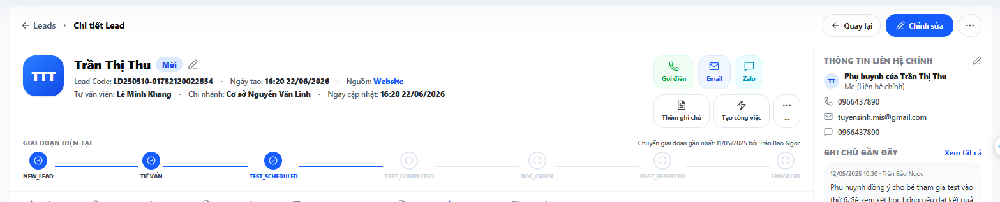 Leads
Chi tiết Lead
Quay lại
Chỉnh sửa
TTT
Trần Thị Thu
Mới
Lead Code: LD250510-01782120022854 · Ngày tạo: 16:20 22/06/2026 · Nguồn: Website
Tư vấn viên: Lê Minh Khang · Chi nhánh: Cơ sở Nguyễn Văn Linh · Ngày cập nhật: 16:20 22/06/2026
Gọi điện
Email
Zalo
Thêm ghi chú
Tạo công việc
...
GIAI ĐOẠN HIỆN TẠI
Chuyển giai đoạn gần nhất: 11/05/2025 bởi Trần Bảo Ngọc
NEW_LEAD
TƯ VẤN
TEST_SCHEDULED
TEST_COMPLETED
DOC_CHECK
SEAT_RESERVED
ENROLLED
THÔNG TIN LIÊN HỆ CHÍNH
TT
Phụ huynh của Trần Thị Thu
Mẹ (Liên hệ chính)
0966437890
tuyensinh.mis@gmail.com
0966437890
GHI CHÚ GẦN ĐÂY
Xem tất cả
12/05/2025 10:30 · Trần Bảo Ngọc
Phụ huynh đồng ý cho bé tham gia test vào
thứ 6. Sẽ xem xét học bổng nếu đạt kết quả